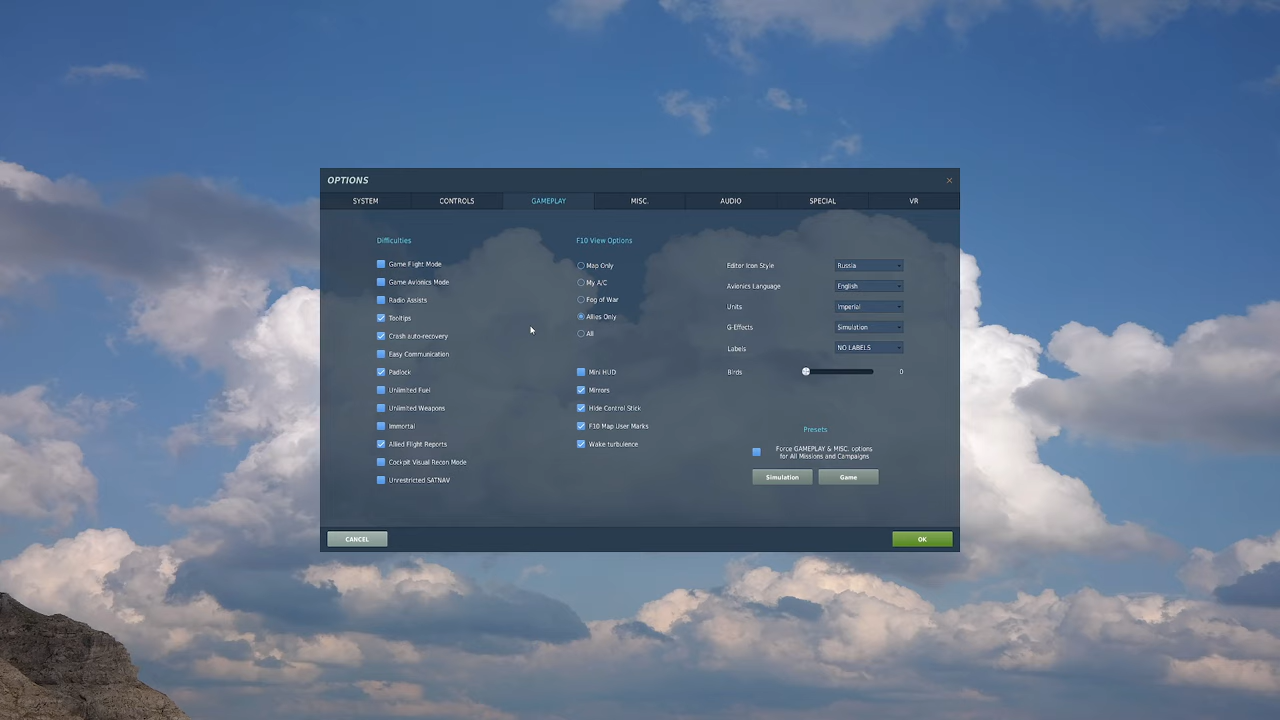 OPTIONS
×
SYSTEM
CONTROLS
GAMEPLAY
MISC.
AUDIO
SPECIAL
VR
Difficulties
Game Flight Mode
Game Avionics Mode
Radio Assists
Tooltips
Crash auto-recovery
Easy Communication
Padlock
Unlimited Fuel
Unlimited Weapons
Immortal
Allied Flight Reports
Cockpit Visual Recon Mode
Unrestricted SATNAV
F10 View Options
Map Only
My A/C
Fog of War
Allies Only
All
Mini HUD
Mirrors
Hide Control Stick
F10 Map User Marks
Wake turbulence
Editor Icon Style Russia
Avionics Language English
Units Imperial
G-Effects Simulation
Labels NO LABELS
Birds 0
Presets
Force GAMEPLAY & MISC. options
for All Missions and Campaigns
Simulation
Game
CANCEL
OK